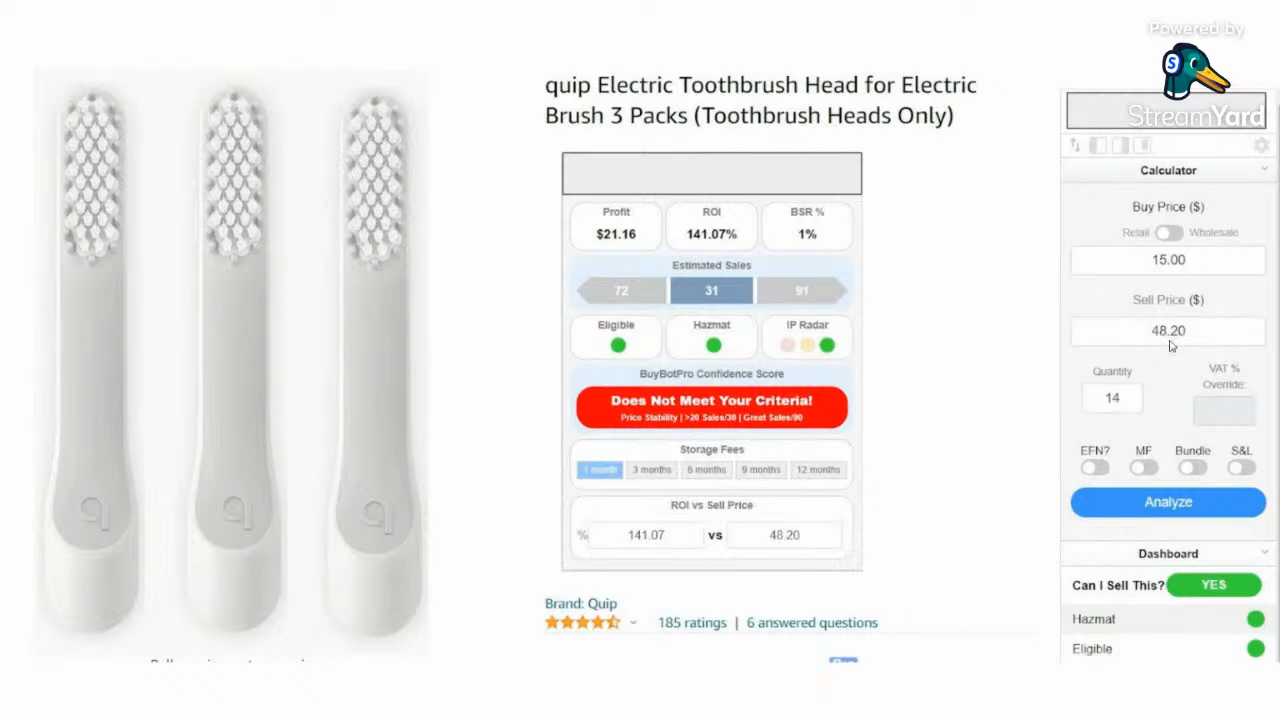 Powered by
StreamYard
quip Electric Toothbrush Head for Electric
Brush 3 Packs (Toothbrush Heads Only)
Profit
ROI
BSR %
$21.16
141.07%
1%
Estimated Sales
72
31
91
Eligible
Hazmat
IP Radar
BuyBotPro Confidence Score
Does Not Meet Your Criteria!
Price Stability | >20 Sales/30 | Great Sales/90
Storage Fees
1 month
3 months
6 months
9 months
12 months
ROI vs Sell Price
%
141.07
vs
48.20
Brand: Quip
185 ratings | 6 answered questions
Calculator
Buy Price ($)
Retail
Wholesale
15.00
Sell Price ($)
48.20
Quantity
VAT %
Override:
14
EFN?
MF
Bundle
S&L
Analyze
Dashboard
Can I Sell This?
YES
Hazmat
Eligible